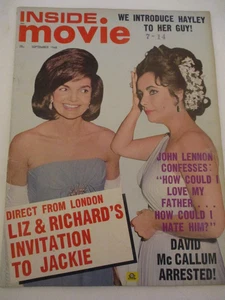 INSIDE
movie
WE INTRODUCE HAYLEY
TO HER GUY!
JOHN LENNON
CONFESSES:
"HOW COULD I
LOVE MY
FATHER . . .
HOW COULD I
HATE HIM?"
DIRECT FROM LONDON
LIZ & RICHARD'S
INVITATION
TO JACKIE
DAVID
McCALLUM
ARRESTED!